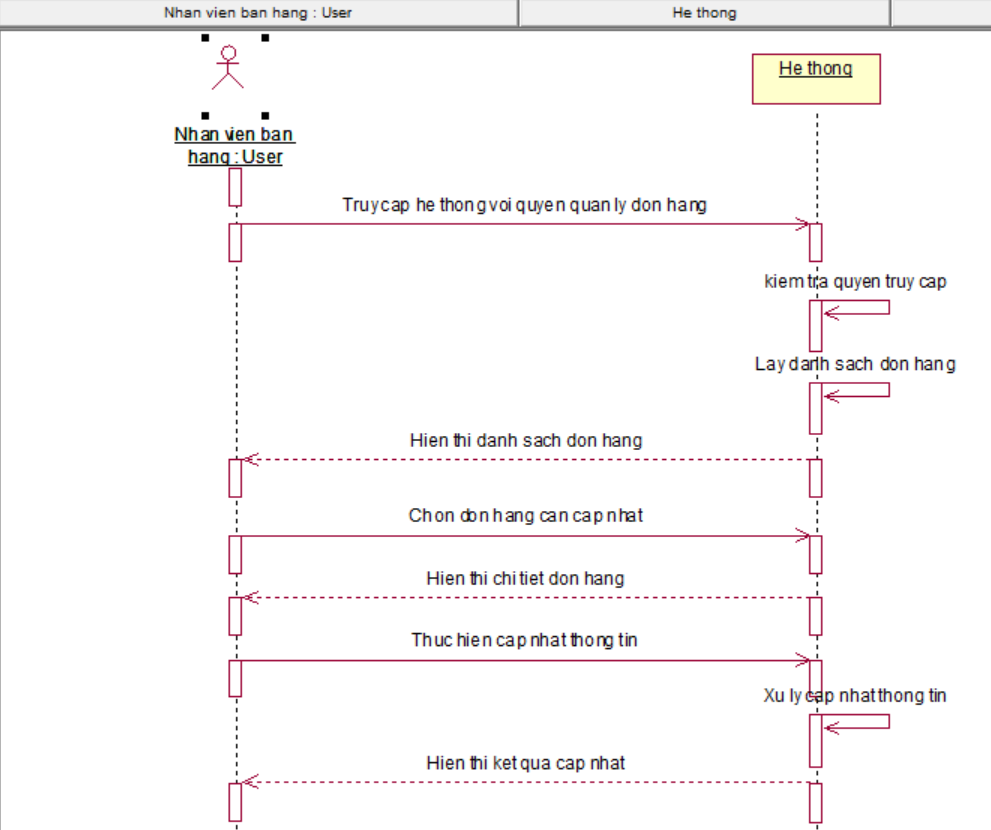 Nhan vien ban hang : User
He thong
He thong
Nhan vien ban
hang : User
Truy cap he thong voi quyen quan ly don hang
kiem tra quyen truy cap
Lay danh sach don hang
Hien thi danh sach don hang
Chon don hang can cap nhat
Hien thi chi tiet don hang
Thuc hien cap nhat thong tin
Xu ly cap nhat thong tin
Hien thi ket qua cap nhat